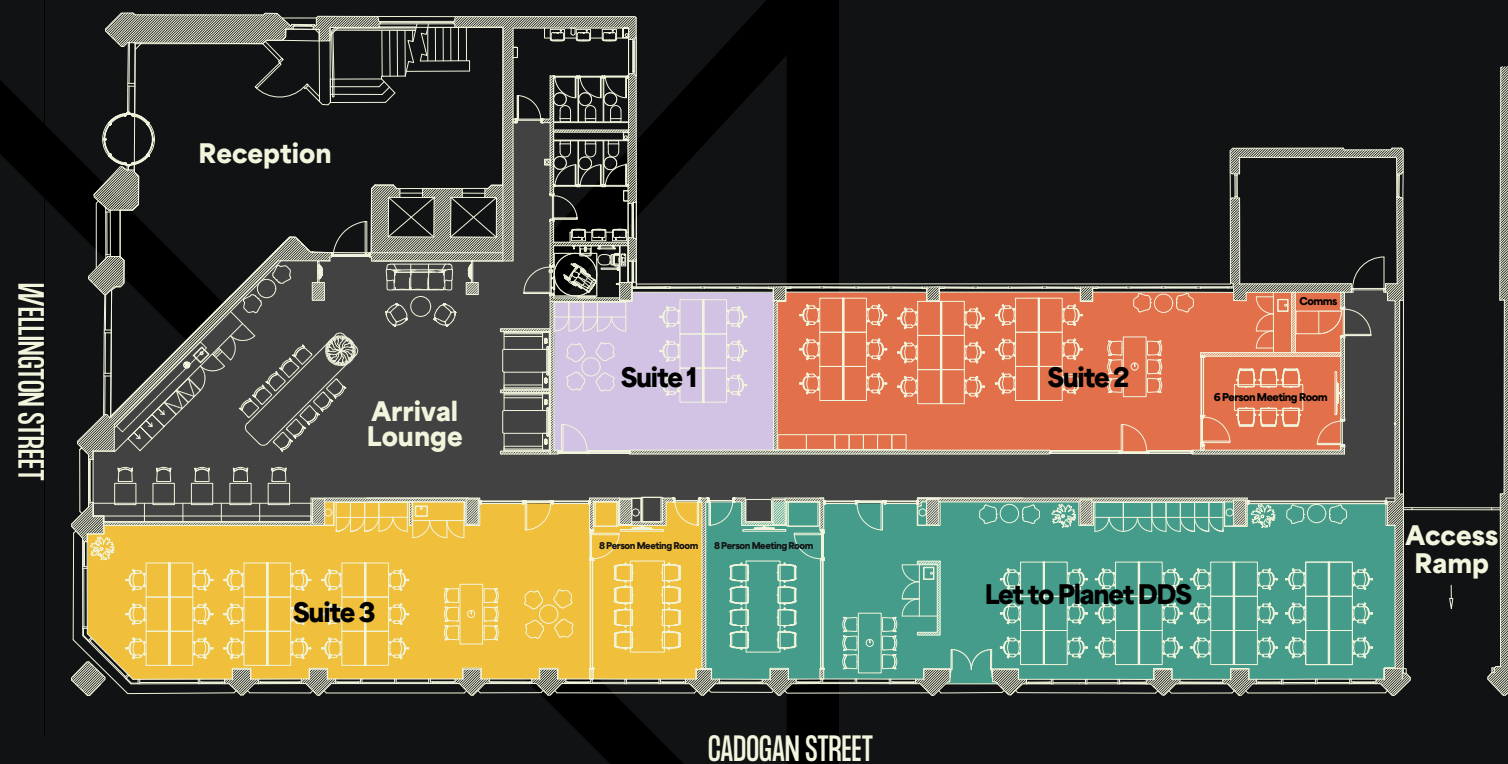 Reception
WELLINGTON STREET
Arrival
Lounge
Suite 1
Suite 2
Comms
6 Person Meeting Room
Suite 3
8 Person Meeting Room
8 Person Meeting Room
Let to Planet DDS
Access
Ramp
CADOGAN STREET